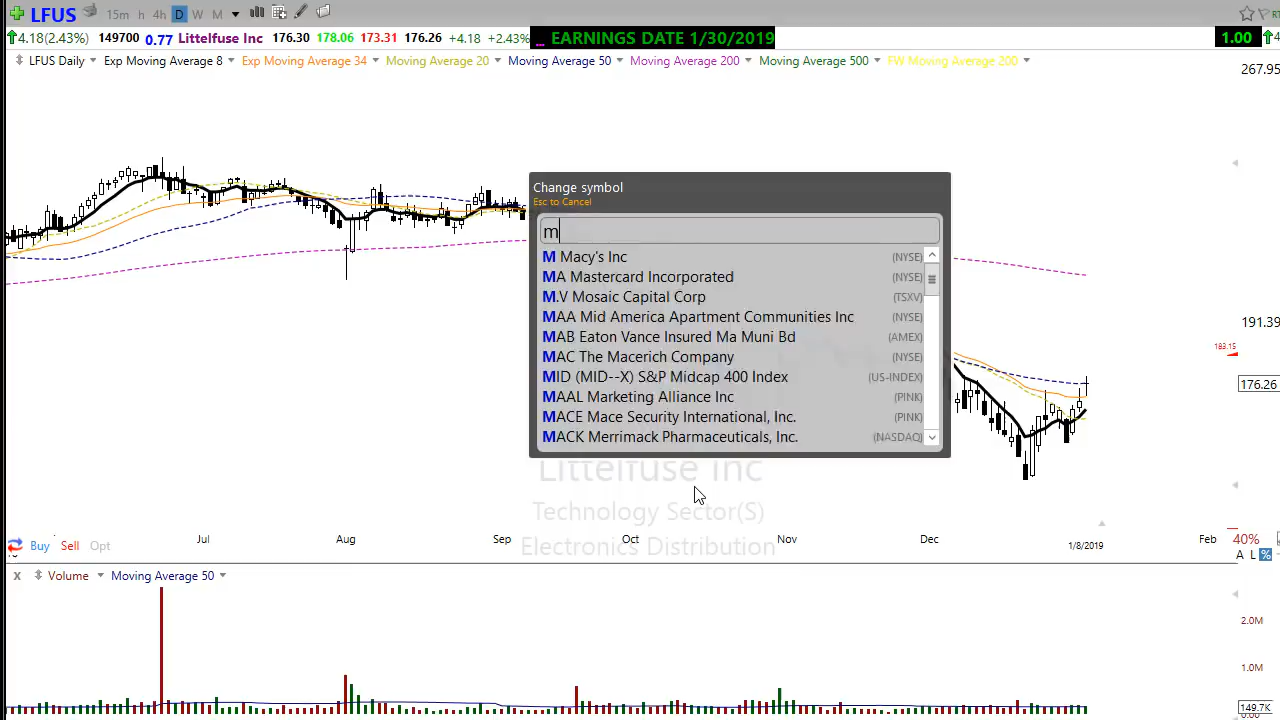 LFUS 15m h 4h D W M
4.18(2.43%) 149700 0.77 Littelfuse Inc 176.30 178.06 173.31 176.26 +4.18 +2.43% ... EARNINGS DATE 1/30/2019 1.00
LFUS Daily Exp Moving Average 8 Exp Moving Average 34 Moving Average 20 Moving Average 50 Moving Average 200 Moving Average 500 FW Moving Average 200
267.95
Change symbol
Esc to Cancel
m
M Macy's Inc (NYSE)
MA Mastercard Incorporated (NYSE)
M.V Mosaic Capital Corp (TSXV)
MAA Mid America Apartment Communities Inc (NYSE)
191.39
MAB Eaton Vance Insured Ma Muni Bd (AMEX)
183.15
MAC The Macerich Company (NYSE)
MID (MID--X) S&P Midcap 400 Index (US-INDEX)
176.26
MAAL Marketing Alliance Inc (PINK)
MACE Mace Security International, Inc. (PINK)
MACK Merrimack Pharmaceuticals, Inc. (NASDAQ)
Littelfuse Inc
Technology Sector(S)
Jul Aug Sep Oct Nov Dec 1/8/2019 Feb 40%
Buy Sell Opt Electronics Distribution
A L %
X Volume Moving Average 50
2.0M
1.0M
149.7K
0.00